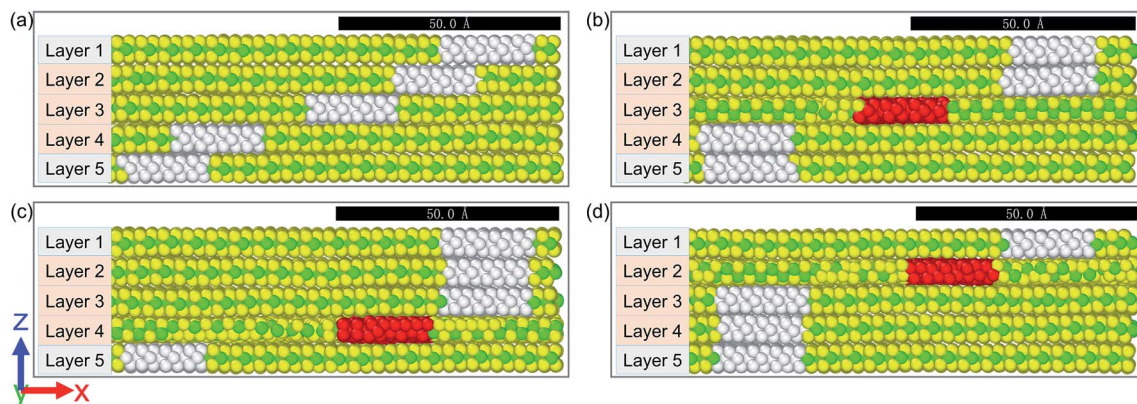 (a)
50.0 Å
Layer 1
Layer 2
Layer 3
Layer 4
Layer 5
(b)
50.0 Å
Layer 1
Layer 2
Layer 3
Layer 4
Layer 5
(c)
50.0 Å
Layer 1
Layer 2
Layer 3
Layer 4
Layer 5
Z
y
X
(d)
50.0 Å
Layer 1
Layer 2
Layer 3
Layer 4
Layer 5